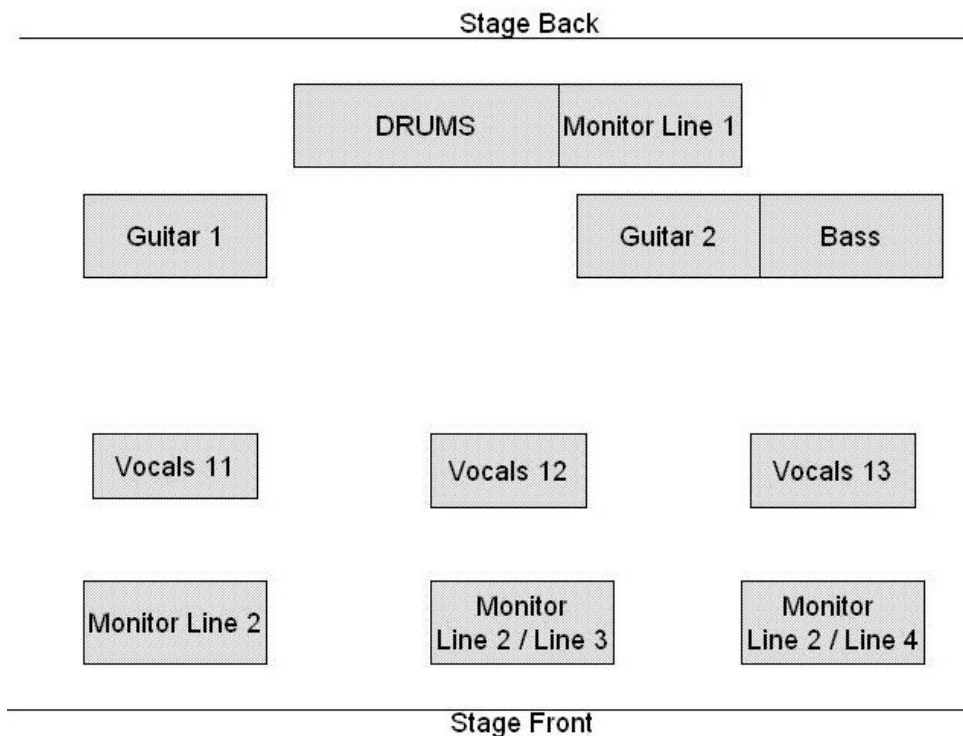 Stage Back
DRUMS
Monitor Line 1
Guitar 1
Guitar 2
Bass
Vocals 11
Vocals 12
Vocals 13
Monitor Line 2
Monitor
Line 2 / Line 3
Monitor
Line 2 / Line 4
Stage Front